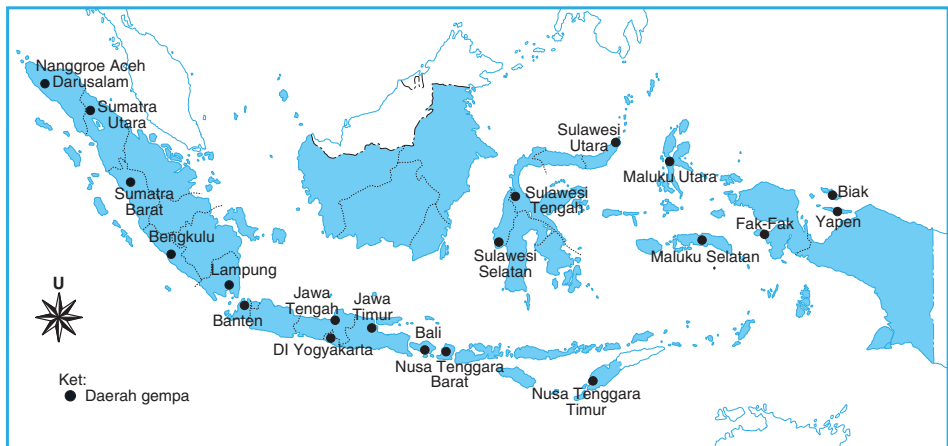 Nanggroe Aceh
Darusalam
Sumatra
Utara
Sumatra
Barat
Bengkulu
Lampung
Banten
Jawa
Tengah
Jawa
Timur
DI Yogyakarta
Bali
Nusa Tenggara
Barat
Nusa Tenggara
Timur
Sulawesi
Utara
Sulawesi
Tengah
Sulawesi
Selatan
Maluku Utara
Maluku Selatan
Fak-Fak
Biak
Yapen
U
Ket:
Daerah gempa